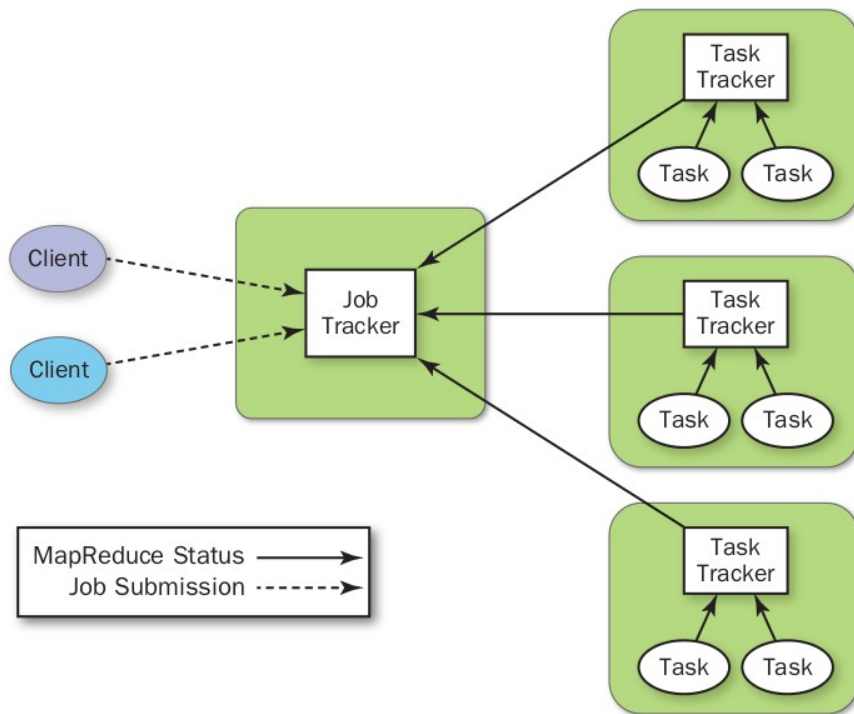 Client
Client
Job
Tracker
Task
Tracker
Task
Task
Task
Tracker
Task
Task
Task
Tracker
Task
Task
MapReduce Status
Job Submission